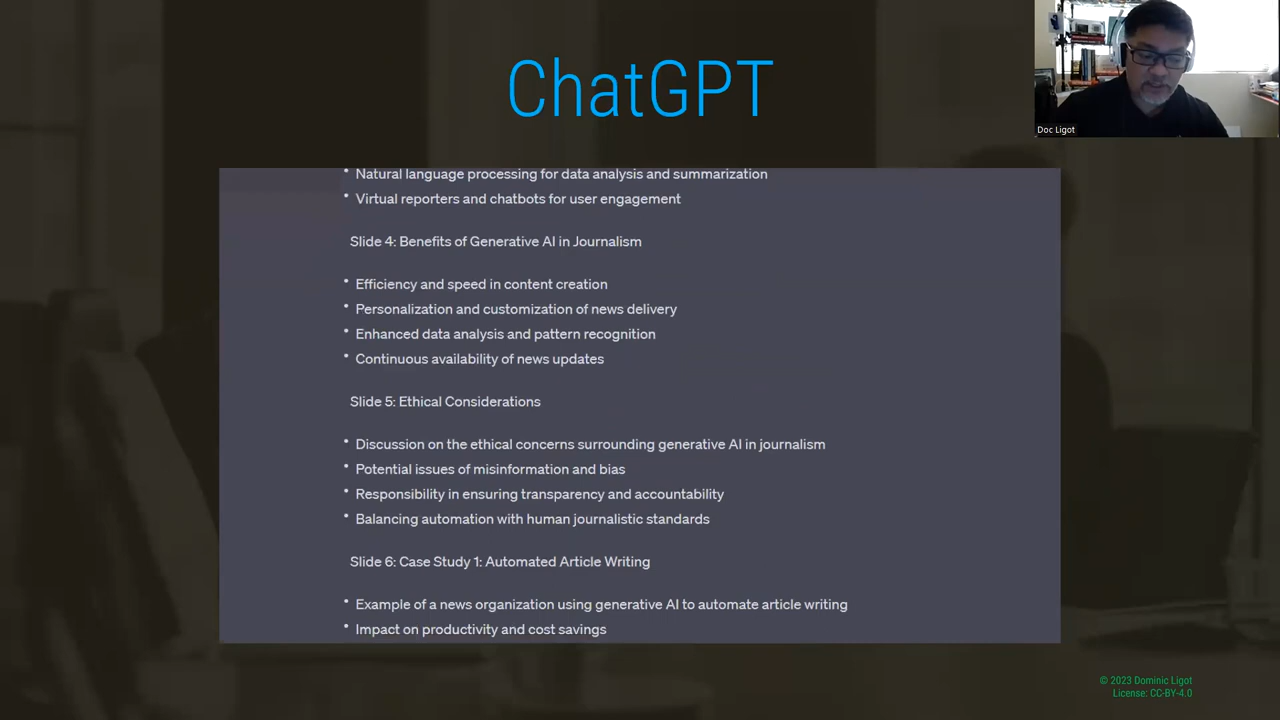 ChatGPT
Doc Ligot
• Natural language processing for data analysis and summarization
• Virtual reporters and chatbots for user engagement
Slide 4: Benefits of Generative AI in Journalism
• Efficiency and speed in content creation
• Personalization and customization of news delivery
• Enhanced data analysis and pattern recognition
• Continuous availability of news updates
Slide 5: Ethical Considerations
• Discussion on the ethical concerns surrounding generative AI in journalism
• Potential issues of misinformation and bias
• Responsibility in ensuring transparency and accountability
• Balancing automation with human journalistic standards
Slide 6: Case Study 1: Automated Article Writing
• Example of a news organization using generative AI to automate article writing
• Impact on productivity and cost savings
© 2023 Dominic Ligot
License: CC-BY-4.0